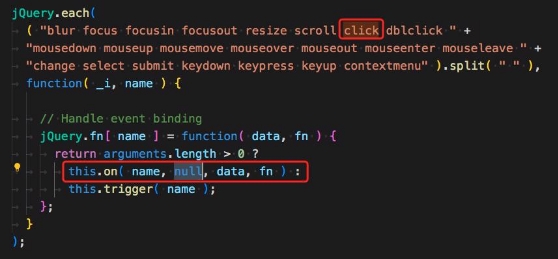 jQuery.each(
( "blur focus focusin focusout resize scroll click dblclick " +
"mousedown mouseup mousemove mouseover mouseout mouseenter mouseleave " +
"change select submit keydown keypress keyup contextmenu" ).split( " " ),
function( _i, name ) {
// Handle event binding
jQuery.fn[ name ] = function( data, fn ) {
return arguments.length > 0 ?
this.on( name, null, data, fn ) :
this.trigger( name );
};
}
);